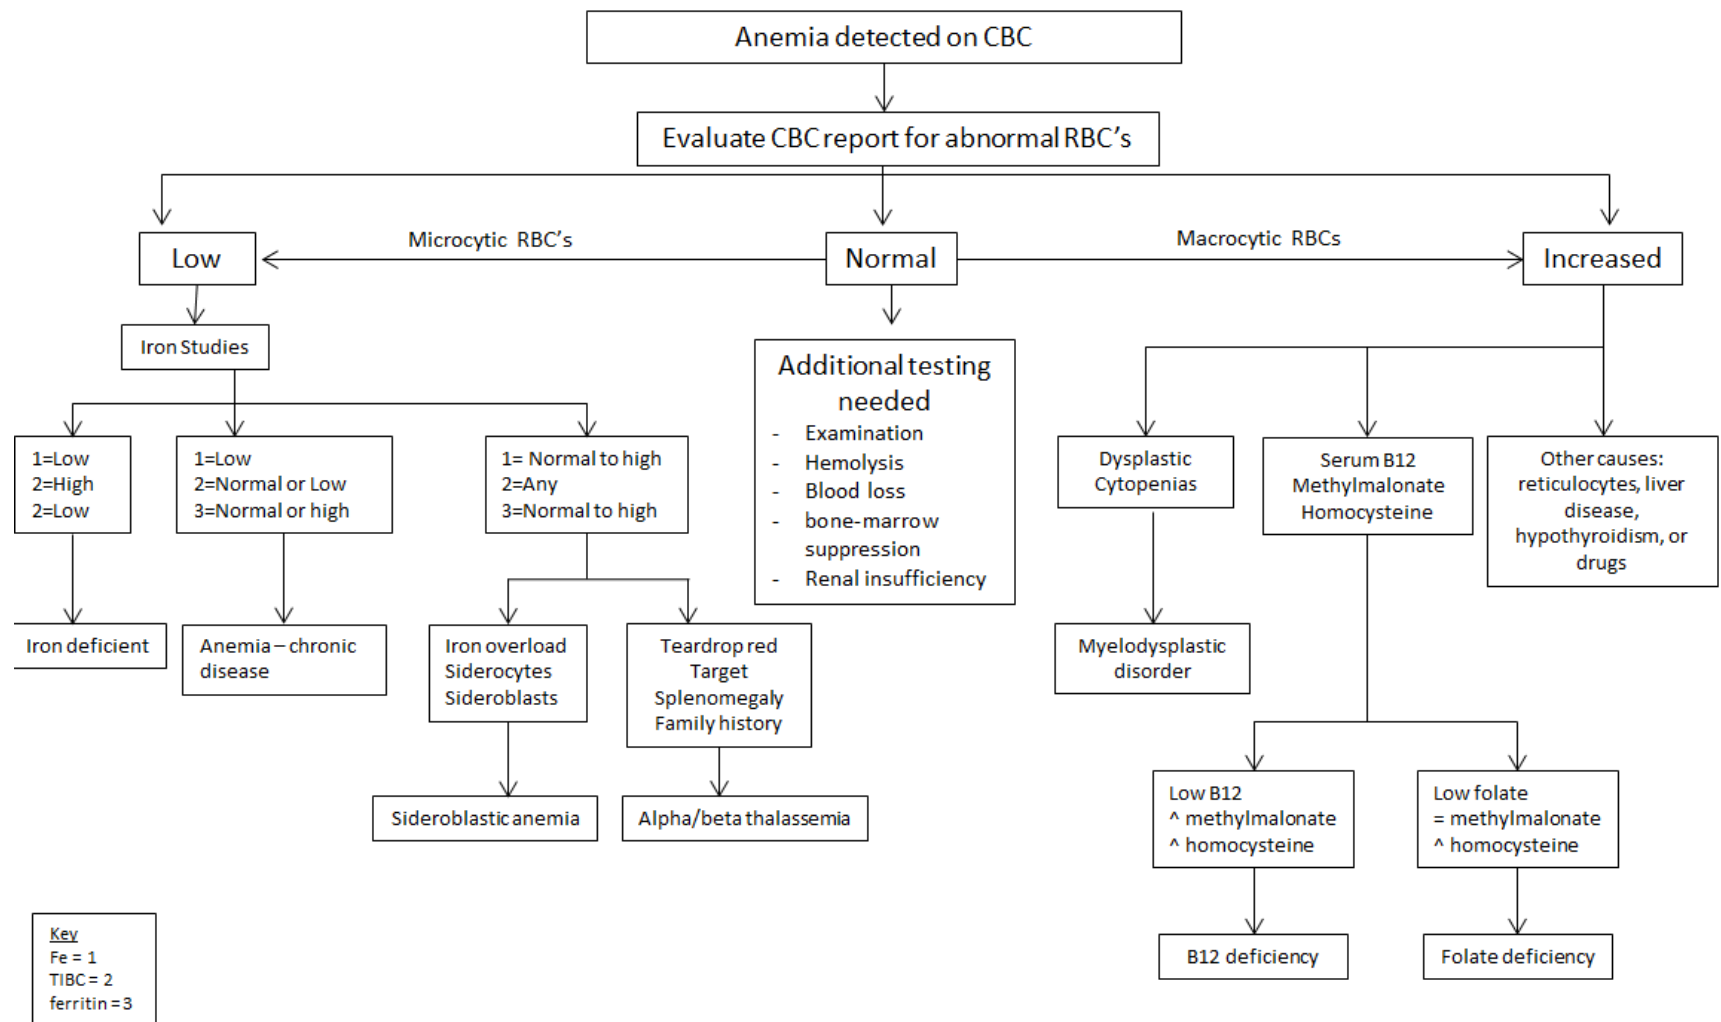 Anemia detected on CBC
Evaluate CBC report for abnormal RBC's
Microcytic RBC's
Macrocytic RBCs
Low
Normal
Increased
Iron Studies
Additional testing
needed
- Examination
- Hemolysis
- Blood loss
- bone-marrow
suppression
- Renal insufficiency
1=Low
2=High
2=Low
1=Low
2=Normal or Low
3=Normal or high
1= Normal to high
2=Any
3=Normal to high
Dysplastic
Cytopenias
Serum B12
Methylmalonate
Homocysteine
Other causes:
reticulocytes, liver
disease,
hypothyroidism, or
drugs
Iron deficient
Anemia – chronic
disease
Iron overload
Siderocytes
Sideroblasts
Teardrop red
Target
Splenomegaly
Family history
Myelodysplastic
disorder
Sideroblastic anemia
Alpha/beta thalassemia
Low B12
^ methylmalonate
^ homocysteine
Low folate
= methylmalonate
^ homocysteine
B12 deficiency
Folate deficiency
Key
Fe = 1
TIBC = 2
ferritin =3